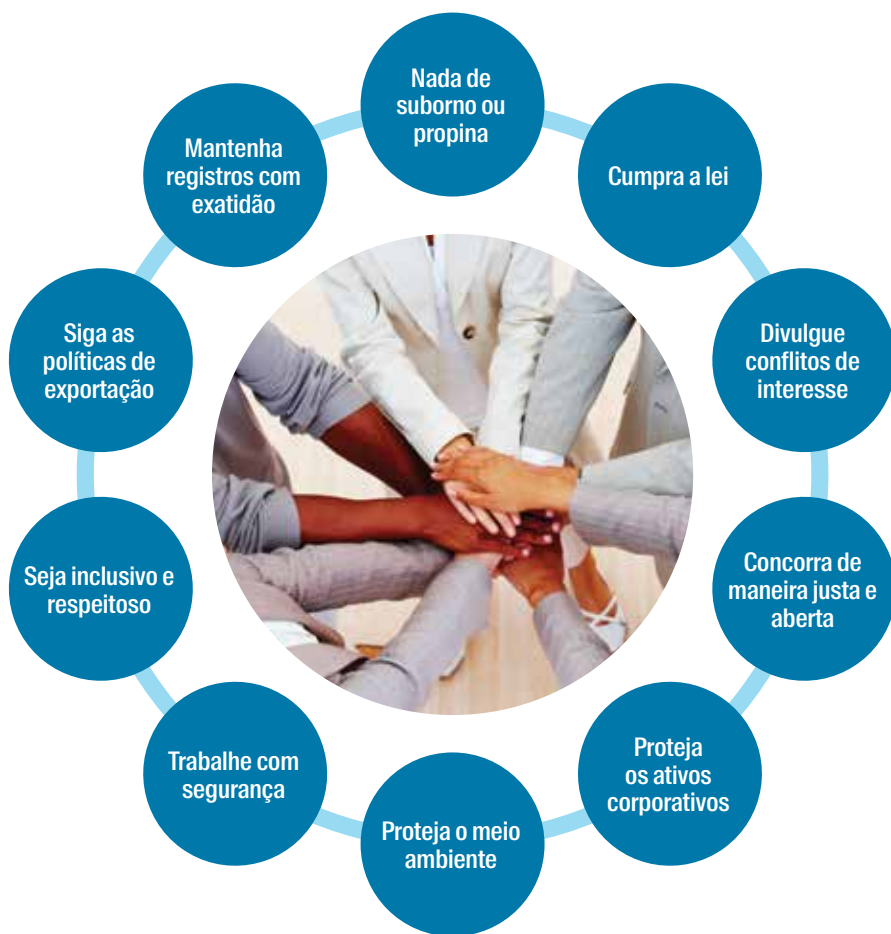 Nada de
suborno ou
propina
Cumpra a lei
Divulgue
conflitos de
interesse
Concorra de
maneira justa e
aberta
Proteja
os ativos
corporativos
Proteja o meio
ambiente
Trabalhe com
segurança
Seja inclusivo e
respeitoso
Siga as
políticas de
exportação
Mantenha
registros com
exatidão